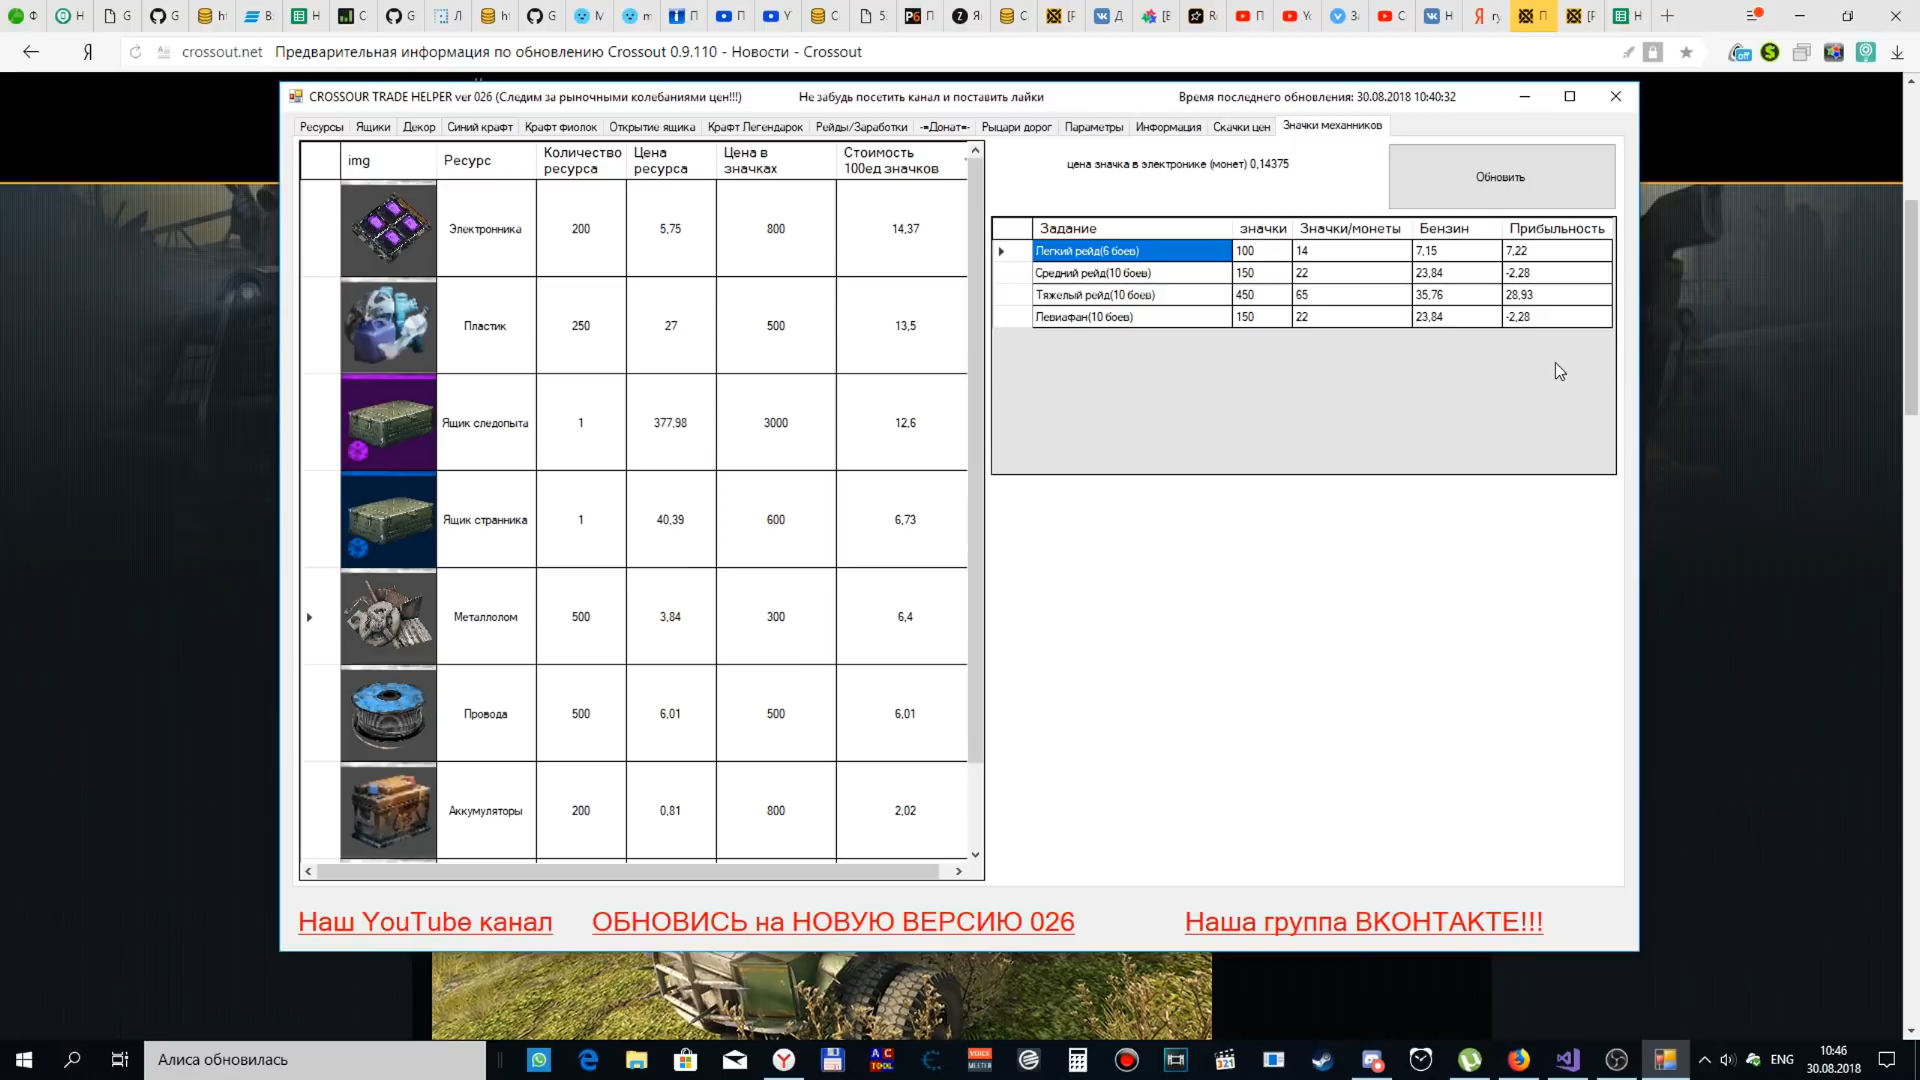 crossout.net Предварительная информация по обновлению Crossout 0.9.110 - Новости - Crossout
CROSSOUR TRADE HELPER ver 026 (Следим за рыночными колебаниями цен!!!) Не забудь посетить канал и поставить лайки Время последнего обновления: 30.08.2018 10:40:32
Ресурсы Ящики Декор Синий крафт Крафт фиолок Открытие ящика Крафт Легендарок Рейды/Заработки -=Донат=- Рыцари дорог Параметры Информация Скачки цен Значки механников
img Ресурс Количество ресурса Цена ресурса Цена в значках Стоимость 100ед значков
Электронника 200 5,75 800 14,37
Пластик 250 27 500 13,5
Ящик следопыта 1 377,98 3000 12,6
Ящик странника 1 40,39 600 6,73
Металлолом 500 3,84 300 6,4
Провода 500 6,01 500 6,01
Аккумуляторы 200 0,81 800 2,02
цена значка в электронике (монет) 0,14375
Обновить
Задание значки Значки/монеты Бензин Прибыльность
Легкий рейд(6 боев) 100 14 7,15 7,22
Средний рейд(10 боев) 150 22 23,84 -2,28
Тяжелый рейд(10 боев) 450 65 35,76 28,93
Левиафан(10 боев) 150 22 23,84 -2,28
Наш YouTube канал ОБНОВИСЬ на НОВУЮ ВЕРСИЮ 026 Наша группа ВКОНТАКТЕ!!!
Алиса обновилась
ENG
10:46
30.08.2018